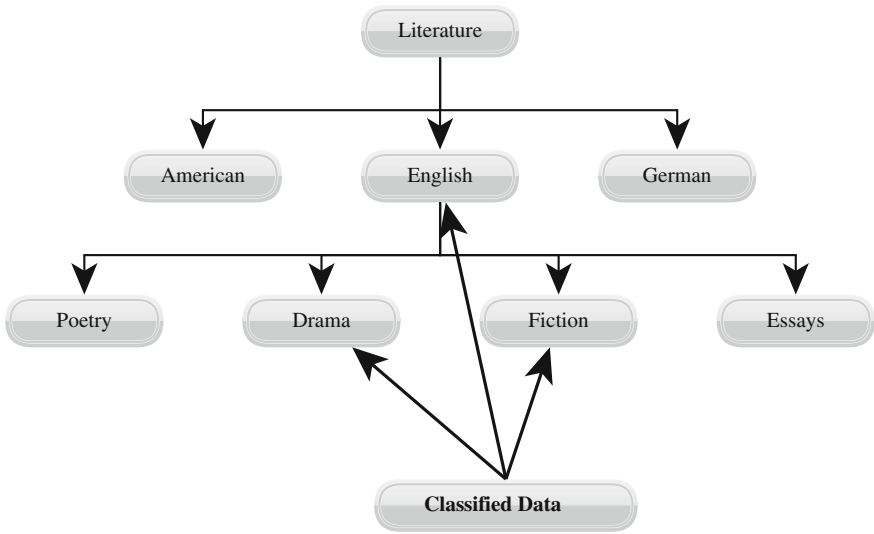 Literature
American
English
German
Poetry
Drama
Fiction
Essays
Classified Data